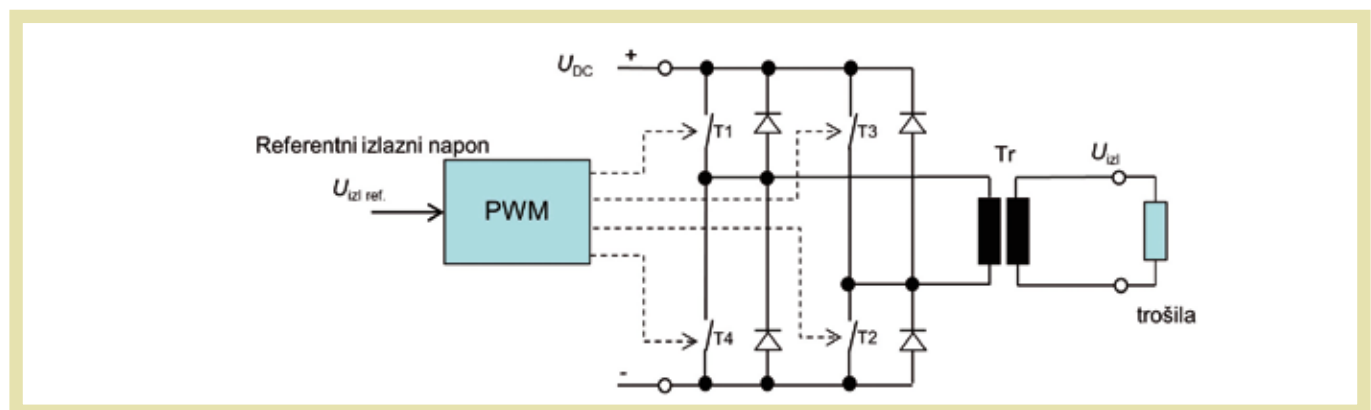 U_DC +
T1
T3
Referentni izlazni napon
Tr
U_izl
U_izl ref.
PWM
trošila
T4
T2
-